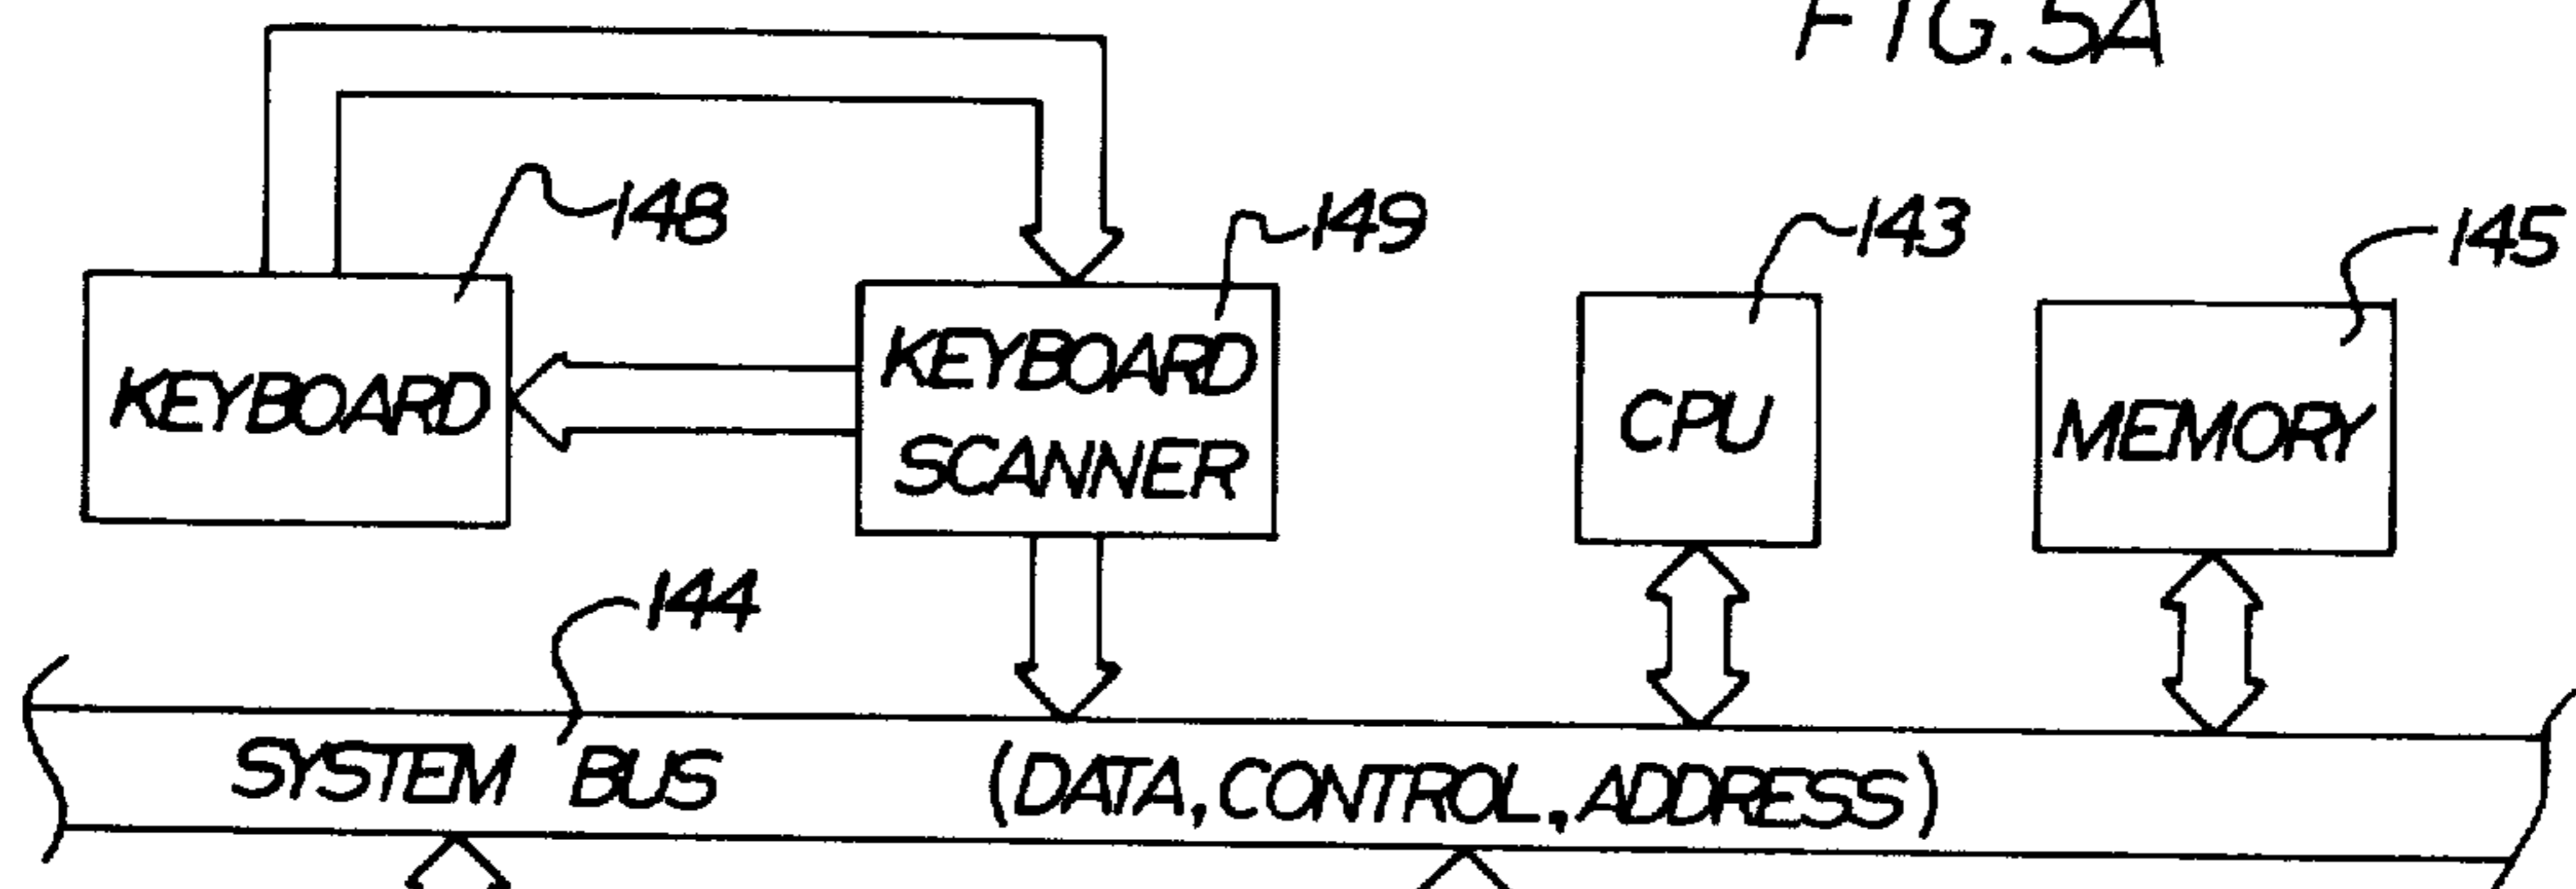 FIG. 5A
148
149
143
145
KEYBOARD
KEYBOARD
SCANNER
CPU
MEMORY
144
SYSTEM BUS (DATA, CONTROL, ADDRESS)